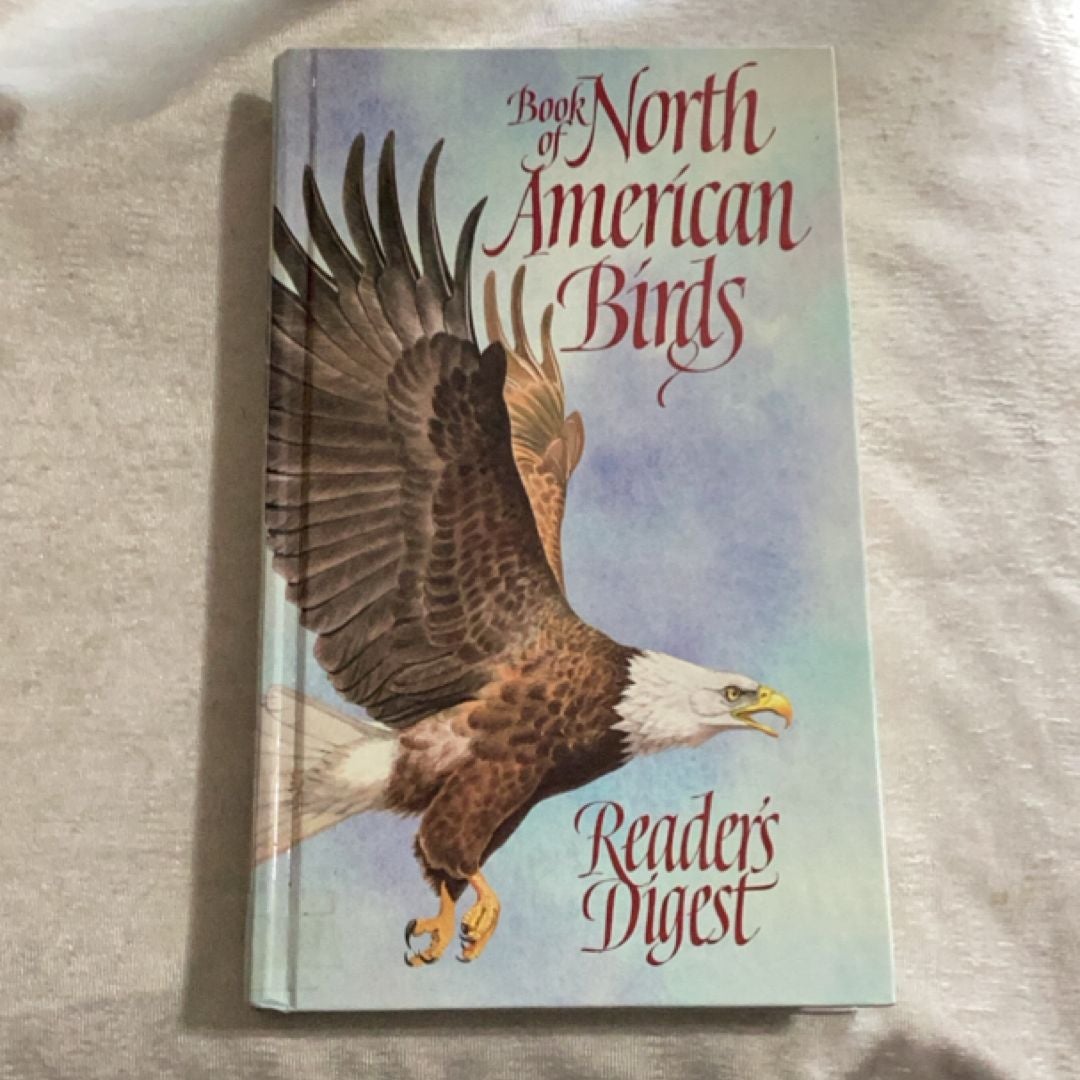 Book
of North
American
Birds
Reader's
Digest